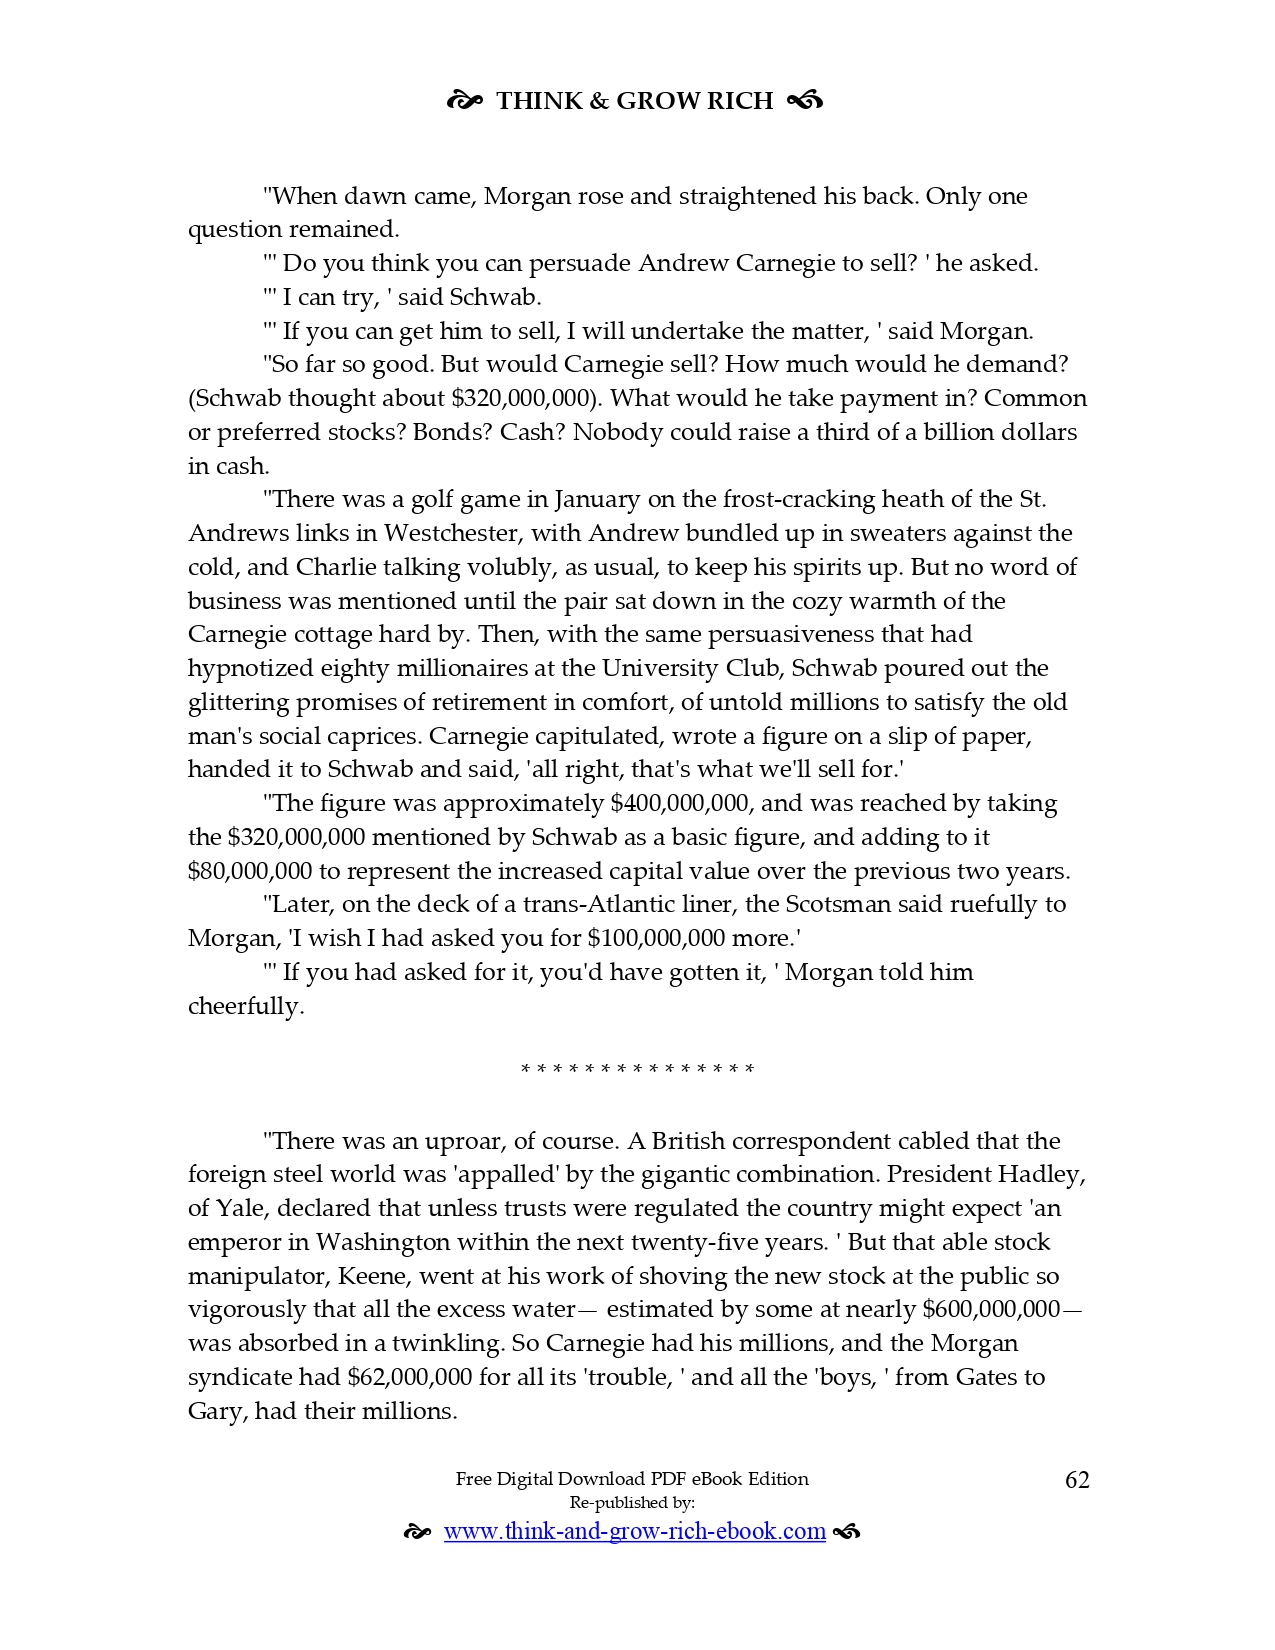 THINK & GROW RICH
"When dawn came, Morgan rose and straightened his back. Only one
question remained.
"' Do you think you can persuade Andrew Carnegie to sell? ' he asked.
"' I can try, ' said Schwab.
"' If you can get him to sell, I will undertake the matter, ' said Morgan.
"So far so good. But would Carnegie sell? How much would he demand?
(Schwab thought about $320,000,000). What would he take payment in? Common
or preferred stocks? Bonds? Cash? Nobody could raise a third of a billion dollars
in cash.
"There was a golf game in January on the frost-cracking heath of the St.
Andrews links in Westchester, with Andrew bundled up in sweaters against the
cold, and Charlie talking volubly, as usual, to keep his spirits up. But no word of
business was mentioned until the pair sat down in the cozy warmth of the
Carnegie cottage hard by. Then, with the same persuasiveness that had
hypnotized eighty millionaires at the University Club, Schwab poured out the
glittering promises of retirement in comfort, of untold millions to satisfy the old
man's social caprices. Carnegie capitulated, wrote a figure on a slip of paper,
handed it to Schwab and said, 'all right, that's what we'll sell for.'
"The figure was approximately $400,000,000, and was reached by taking
the $320,000,000 mentioned by Schwab as a basic figure, and adding to it
$80,000,000 to represent the increased capital value over the previous two years.
"Later, on the deck of a trans-Atlantic liner, the Scotsman said ruefully to
Morgan, 'I wish I had asked you for $100,000,000 more.'
"' If you had asked for it, you'd have gotten it, ' Morgan told him
cheerfully.
* * * * * * * * * * * * * * *
"There was an uproar, of course. A British correspondent cabled that the
foreign steel world was 'appalled' by the gigantic combination. President Hadley,
of Yale, declared that unless trusts were regulated the country might expect 'an
emperor in Washington within the next twenty-five years. ' But that able stock
manipulator, Keene, went at his work of shoving the new stock at the public so
vigorously that all the excess water— estimated by some at nearly $600,000,000—
was absorbed in a twinkling. So Carnegie had his millions, and the Morgan
syndicate had $62,000,000 for all its 'trouble, ' and all the 'boys, ' from Gates to
Gary, had their millions.
Free Digital Download PDF eBook Edition
62
Re-published by:
www.think-and-grow-rich-ebook.com